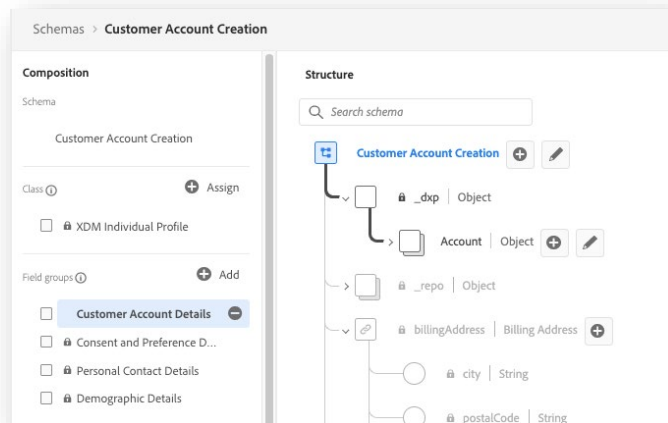 Schemas > Customer Account Creation
Composition
Schema
Customer Account Creation
Class
Assign
XDM Individual Profile
Field groups
Add
Customer Account Details
Consent and Preference D...
Personal Contact Details
Demographic Details
Structure
Search schema
Customer Account Creation
_dxp | Object
Account | Object
_repo | Object
billingAddress | Billing Address
city | String
postalCode | String